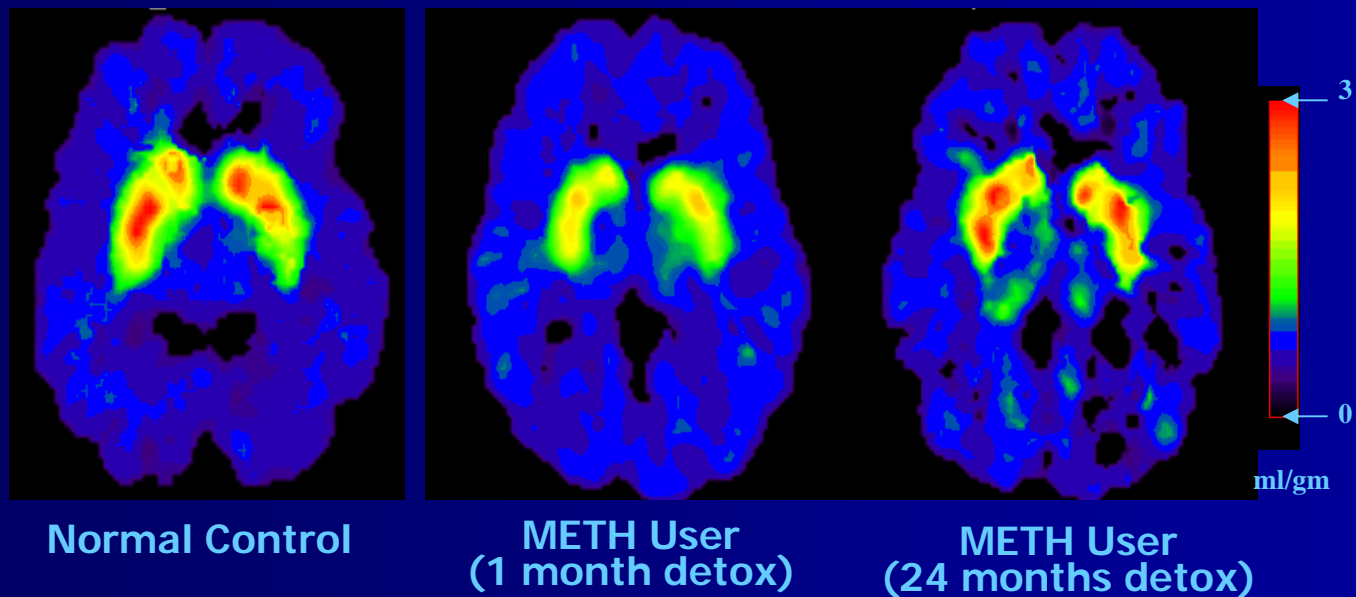 3
0
ml/gm
Normal Control
METH User
(1 month detox)
METH User
(24 months detox)